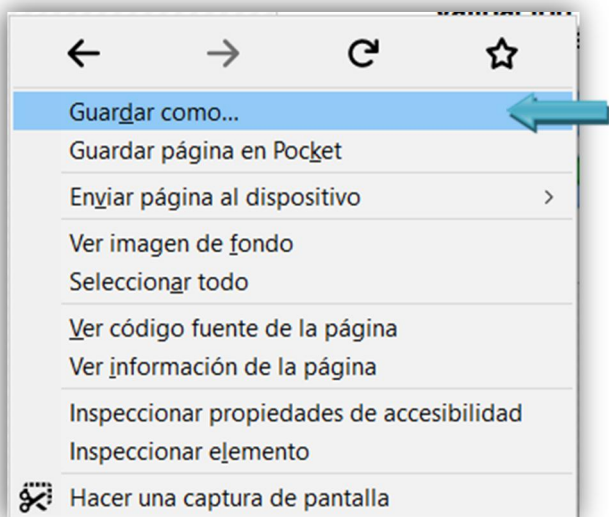 Guardar como...
Guardar página en Pocket
Enviar página al dispositivo
Ver imagen de fondo
Seleccionar todo
Ver código fuente de la página
Ver información de la página
Inspeccionar propiedades de accesibilidad
Inspeccionar elemento
Hacer una captura de pantalla